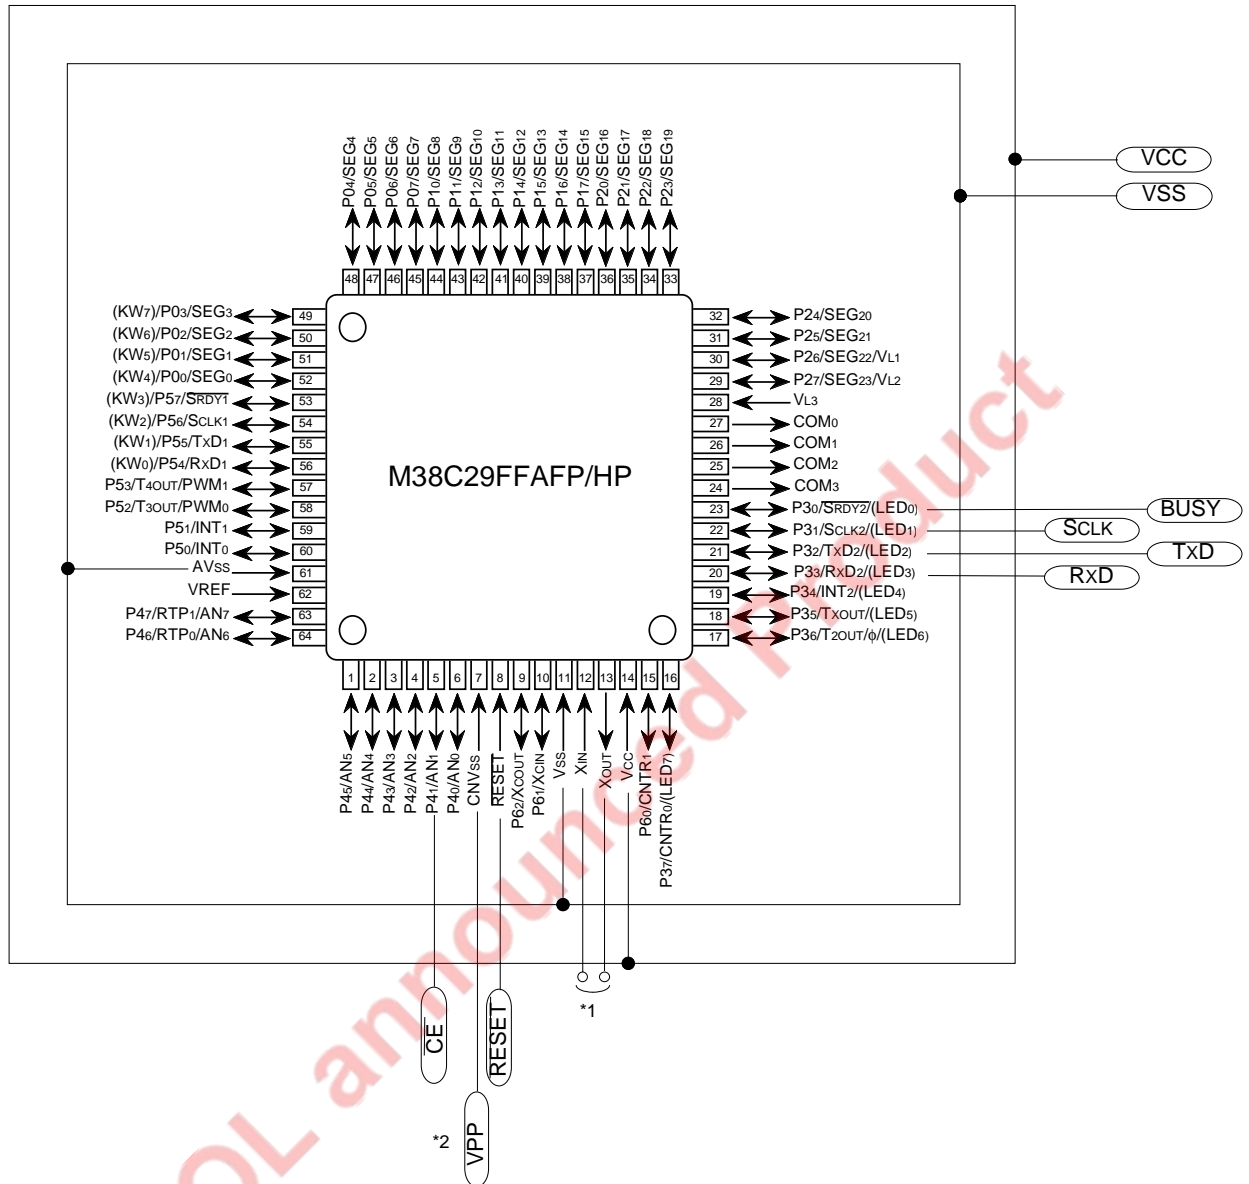 P04/SEG4
P05/SEG5
P06/SEG6
P07/SEG7
P10/SEG8
P11/SEG9
P12/SEG10
P13/SEG11
P14/SEG12
P15/SEG13
P16/SEG14
P17/SEG15
P20/SEG16
P21/SEG17
P22/SEG18
P23/SEG19
VCC
VSS
48 47 46 45 44 43 42 41 40 39 38 37 36 35 34 33
(KW7)/P03/SEG3 49
(KW6)/P02/SEG2 50
(KW5)/P01/SEG1 51
(KW4)/P00/SEG0 52
(KW3)/P57/S̅R̅D̅Y̅1̅ 53
(KW2)/P56/SCLK1 54
(KW1)/P55/TXD1 55
(KW0)/P54/RXD1 56
P53/T4OUT/PWM1 57
P52/T3OUT/PWM0 58
P51/INT1 59
P50/INT0 60
AVSS 61
VREF 62
P47/RTP1/AN7 63
P46/RTP0/AN6 64
M38C29FFAFP/HP
32 P24/SEG20
31 P25/SEG21
30 P26/SEG22/VL1
29 P27/SEG23/VL2
28 VL3
27 COM0
26 COM1
25 COM2
24 COM3
23 P30/S̅R̅D̅Y̅2̅/(LED0) BUSY
22 P31/SCLK2/(LED1) SCLK
21 P32/TXD2/(LED2) TXD
20 P33/RXD2/(LED3) RXD
19 P34/INT2/(LED4)
18 P35/TXOUT/(LED5)
17 P36/T2OUT/ϕ/(LED6)
1 2 3 4 5 6 7 8 9 10 11 12 13 14 15 16
P45/AN5
P44/AN4
P43/AN3
P42/AN2
P41/AN1
P40/AN0
CNVSS
R̅E̅S̅E̅T̅
P62/XCOUT
P61/XCIN
VSS
XIN
XOUT
VCC
P60/CNTR1
P37/CNTR0/(LED7)
C̅E̅
R̅E̅S̅E̅T̅
*1
*2 VPP
OL announced Product